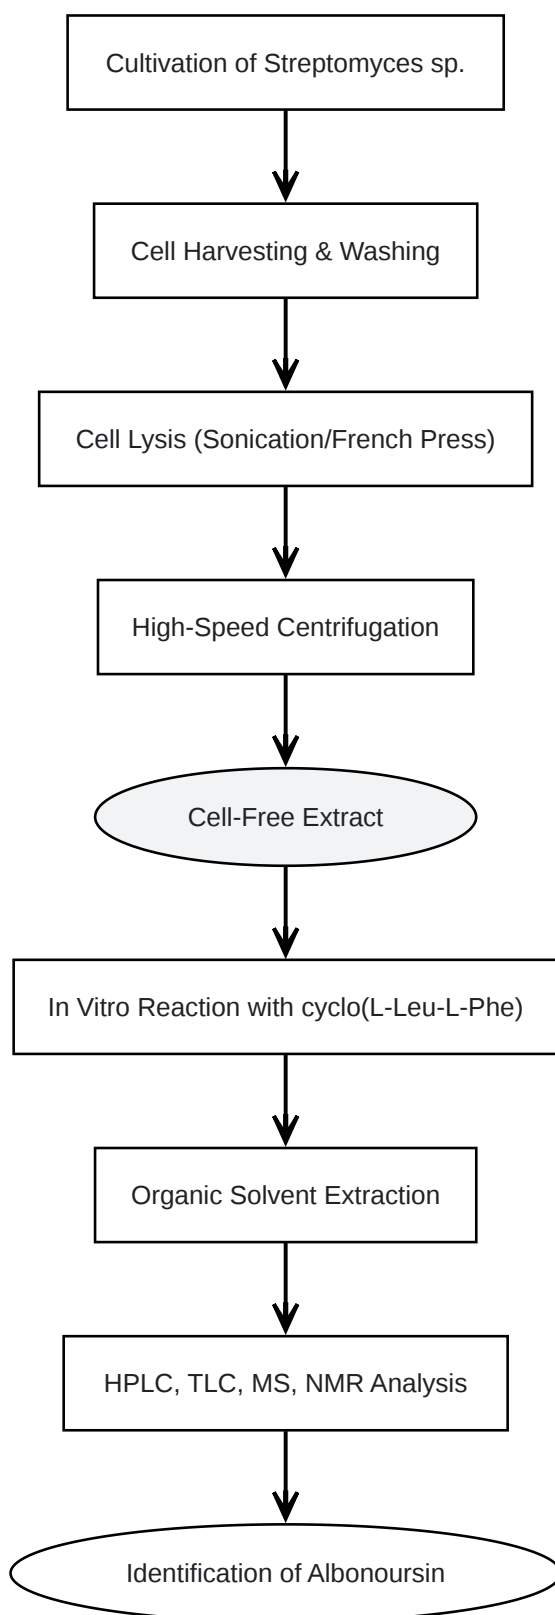 Cultivation of Streptomyces sp.
Cell Harvesting & Washing
Cell Lysis (Sonication/French Press)
High-Speed Centrifugation
Cell-Free Extract
In Vitro Reaction with cyclo(L-Leu-L-Phe)
Organic Solvent Extraction
HPLC, TLC, MS, NMR Analysis
Identification of Albonoursin